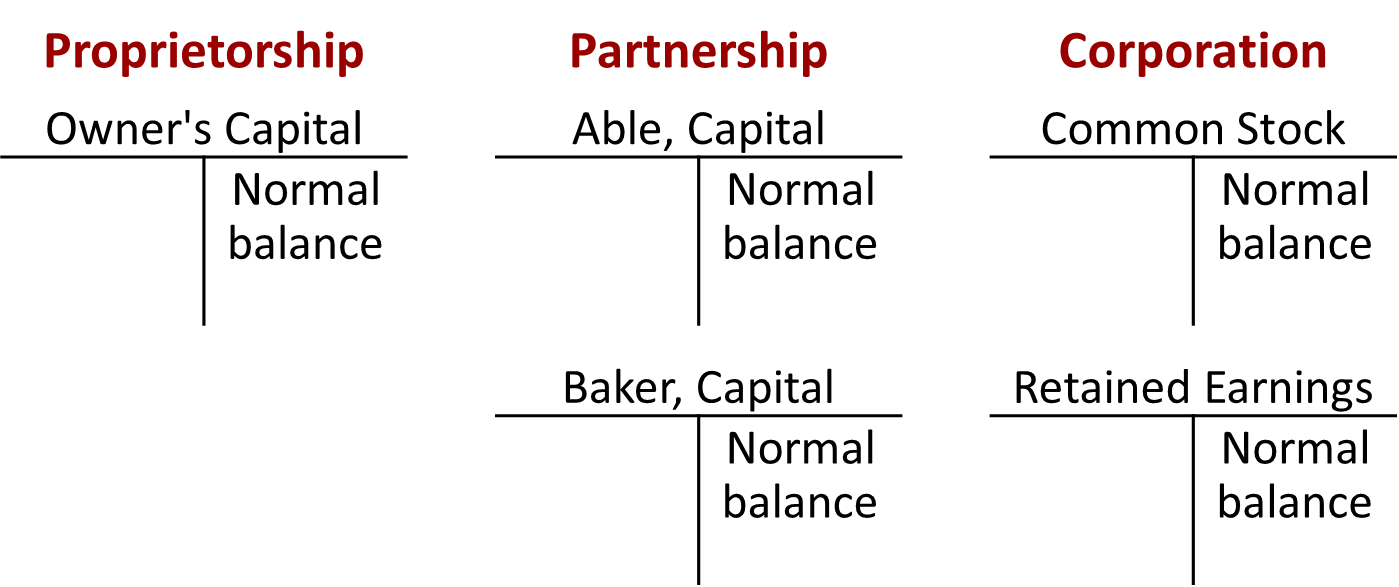 Proprietorship
Owner's Capital
Normal
balance
Partnership
Able, Capital
Normal
balance
Baker, Capital
Normal
balance
Corporation
Common Stock
Normal
balance
Retained Earnings
Normal
balance